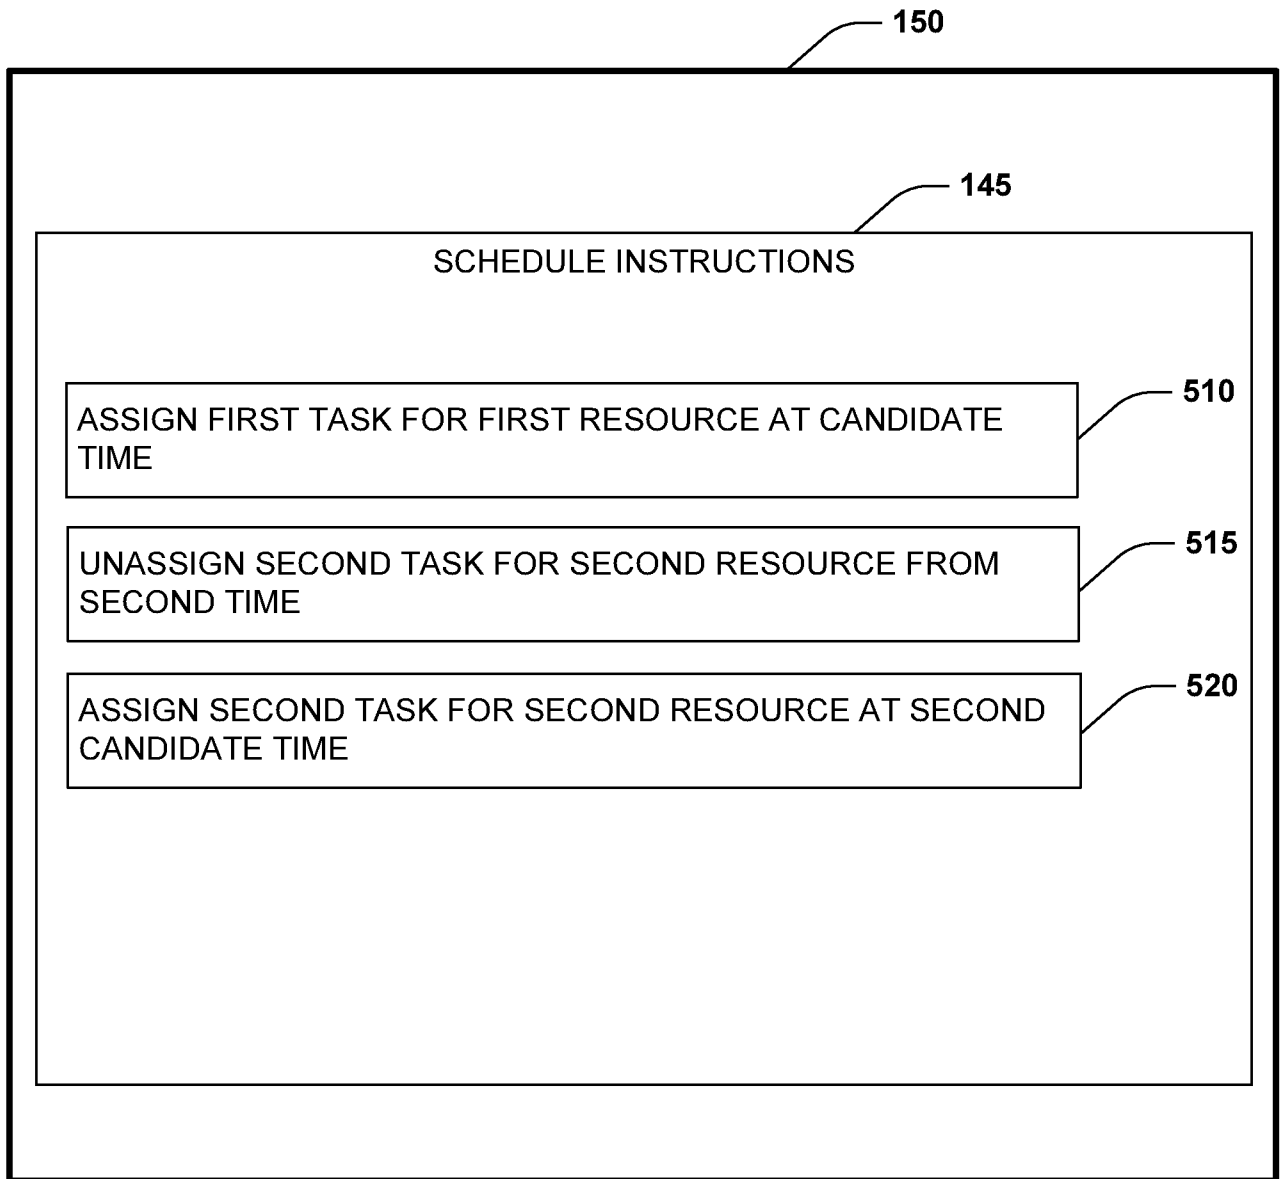 150
145
SCHEDULE INSTRUCTIONS
510
ASSIGN FIRST TASK FOR FIRST RESOURCE AT CANDIDATE
TIME
515
UNASSIGN SECOND TASK FOR SECOND RESOURCE FROM
SECOND TIME
520
ASSIGN SECOND TASK FOR SECOND RESOURCE AT SECOND
CANDIDATE TIME